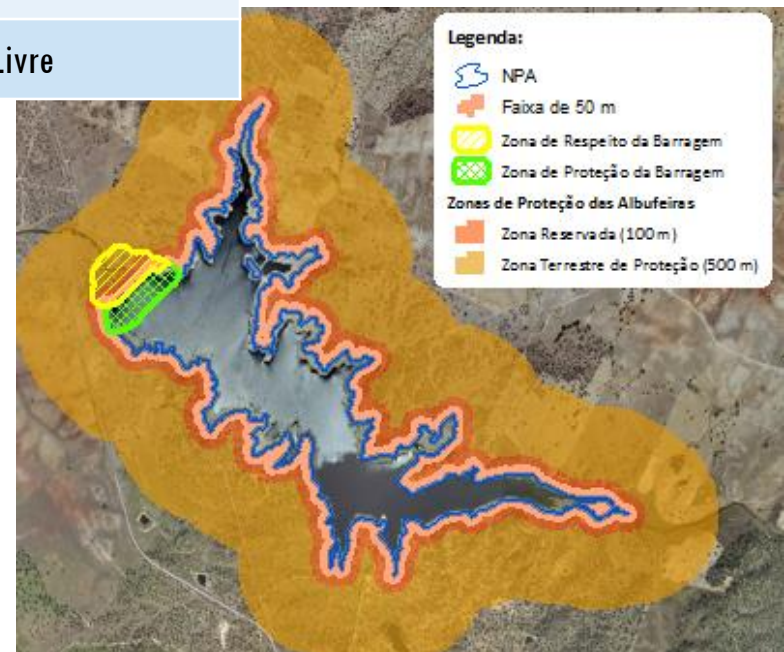 Legenda:
NPA
Faixa de 50 m
Zona de Respeito da Barragem
Zona de Proteção da Barragem
Zonas de Proteção das Albufeiras
Zona Reservada (100 m)
Zona Terrestre de Proteção (500 m)